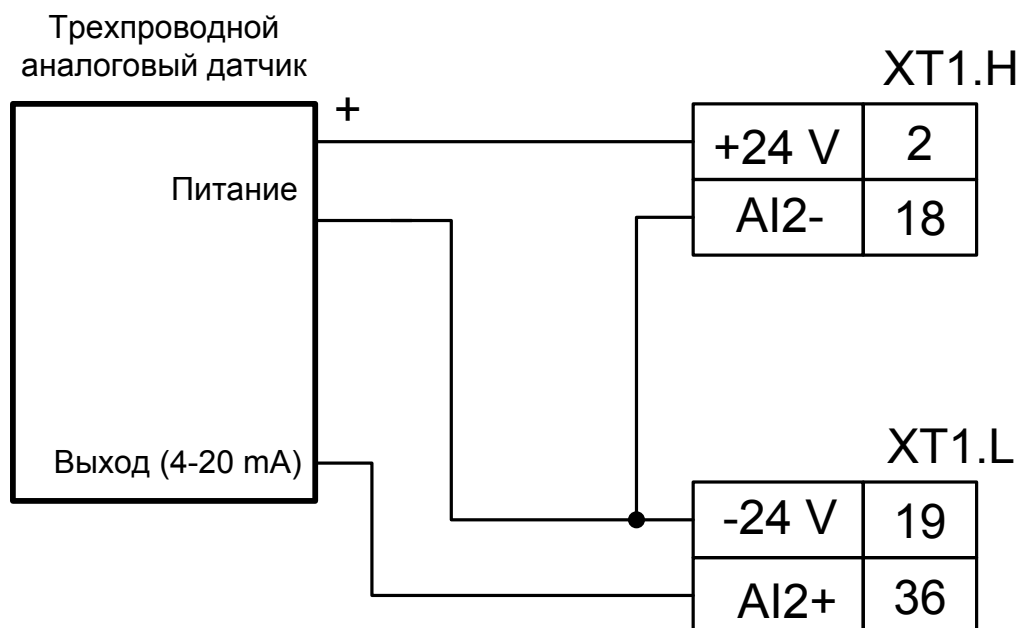 Трехпроводной
аналоговый датчик
+
Питание
Выход (4-20 mA)
XT1.H
+24 V 2
AI2- 18
XT1.L
-24 V 19
AI2+ 36